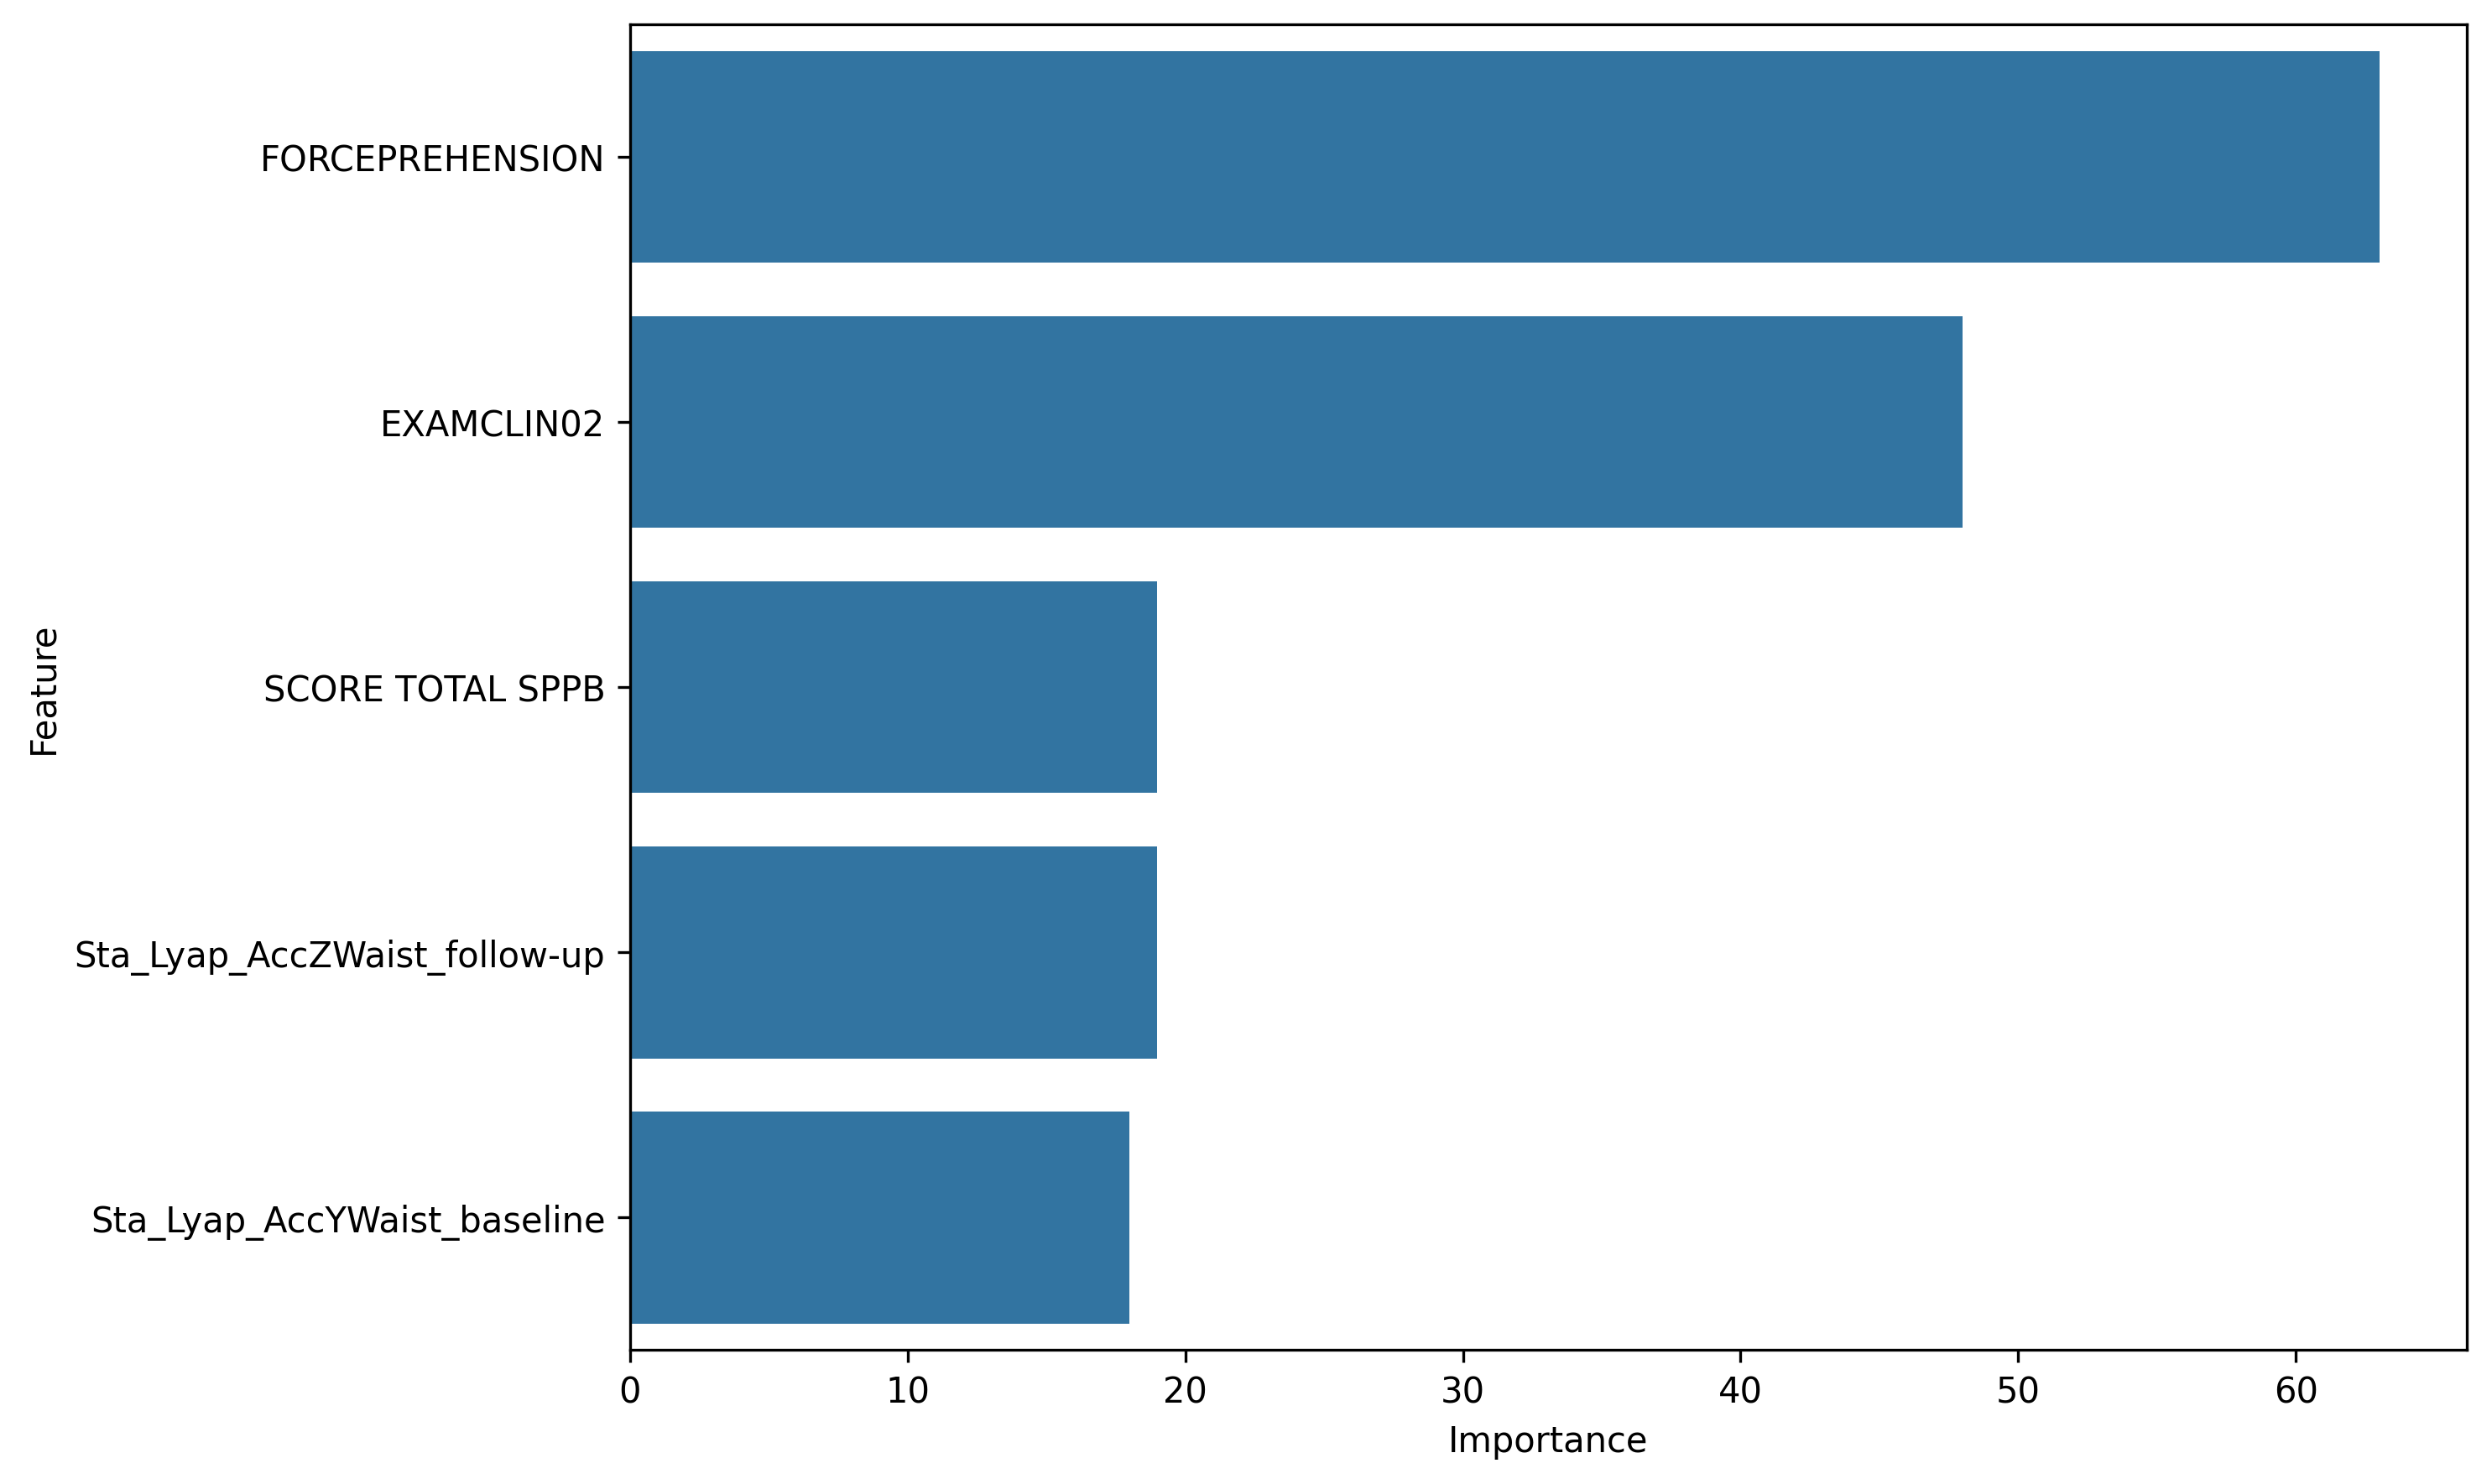 FORCEPREHENSION
EXAMCLIN02
SCORE TOTAL SPPB
Sta_Lyap_AccZWaist_follow-up
Sta_Lyap_AccYWaist_baseline
Feature
0 10 20 30 40 50 60
Importance